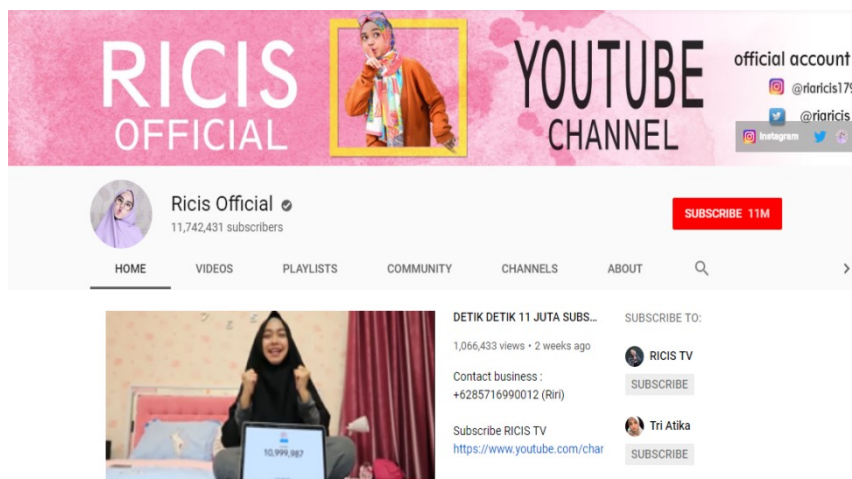 RICIS
OFFICIAL
YOUTUBE
CHANNEL
official account
@riaricis179
@riaricis
Instagram
Ricis Official
11,742,431 subscribers
SUBSCRIBE 11M
HOME VIDEOS PLAYLISTS COMMUNITY CHANNELS ABOUT
DETIK DETIK 11 JUTA SUBS...
1,066,433 views • 2 weeks ago
Contact business :
+6285716990012 (Riri)
Subscribe RICIS TV
https://www.youtube.com/char
10,999,987
SUBSCRIBE TO:
RICIS TV
SUBSCRIBE
Tri Atika
SUBSCRIBE